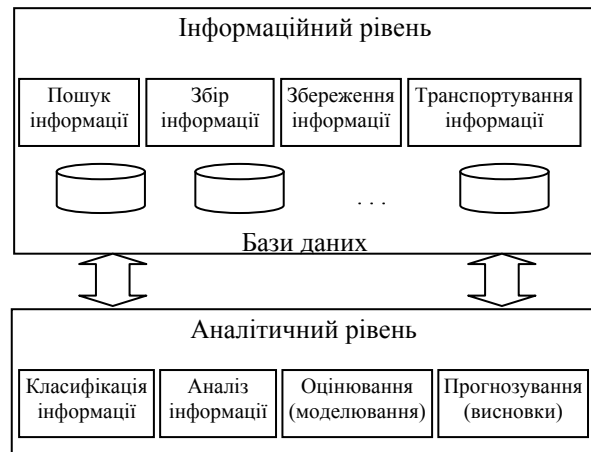 Інформаційний рівень
Пошук інформації
Збір інформації
Збереження інформації
Транспортування інформації
. . .
Бази даних
Аналітичний рівень
Класифікація інформації
Аналіз інформації
Оцінювання (моделювання)
Прогнозування (висновки)